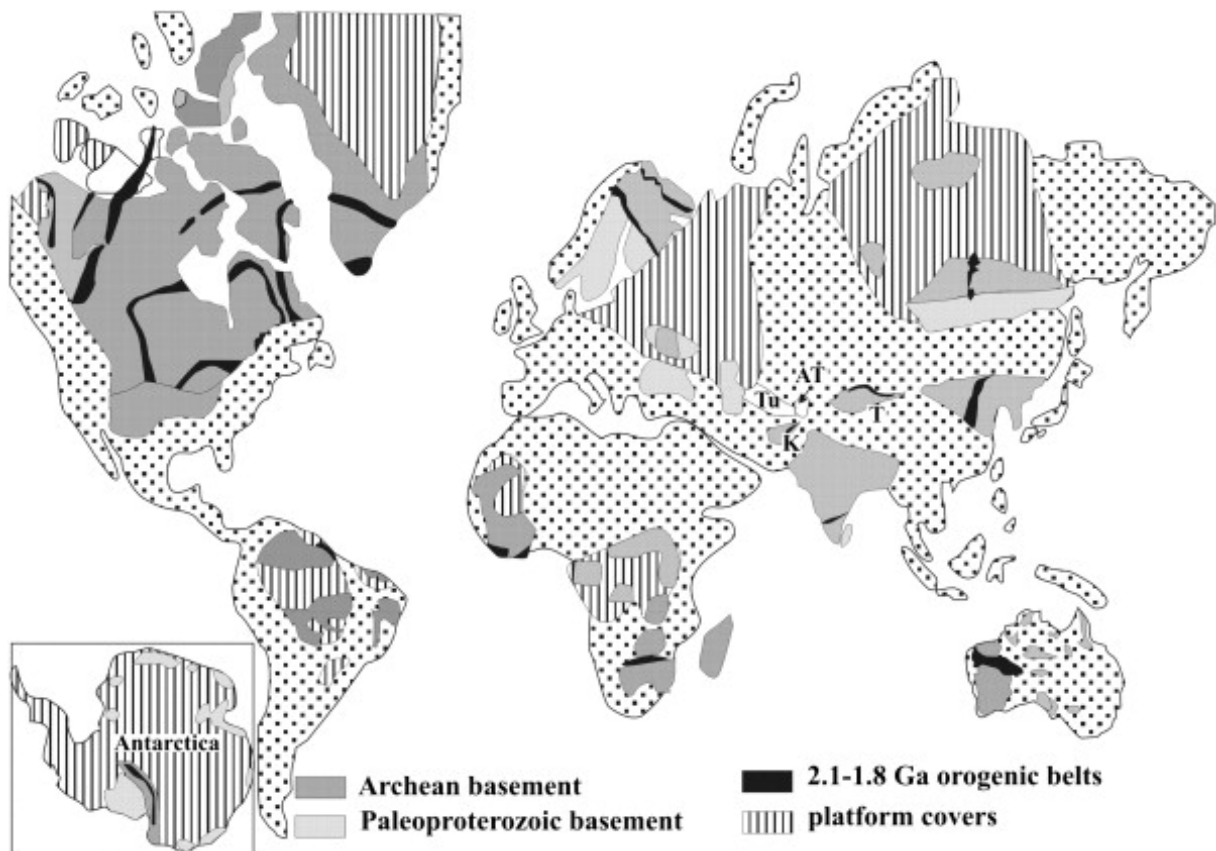 AT
Tu
T
K
Antarctica
Archean basement
Paleoproterozoic basement
2.1-1.8 Ga orogenic belts
platform covers